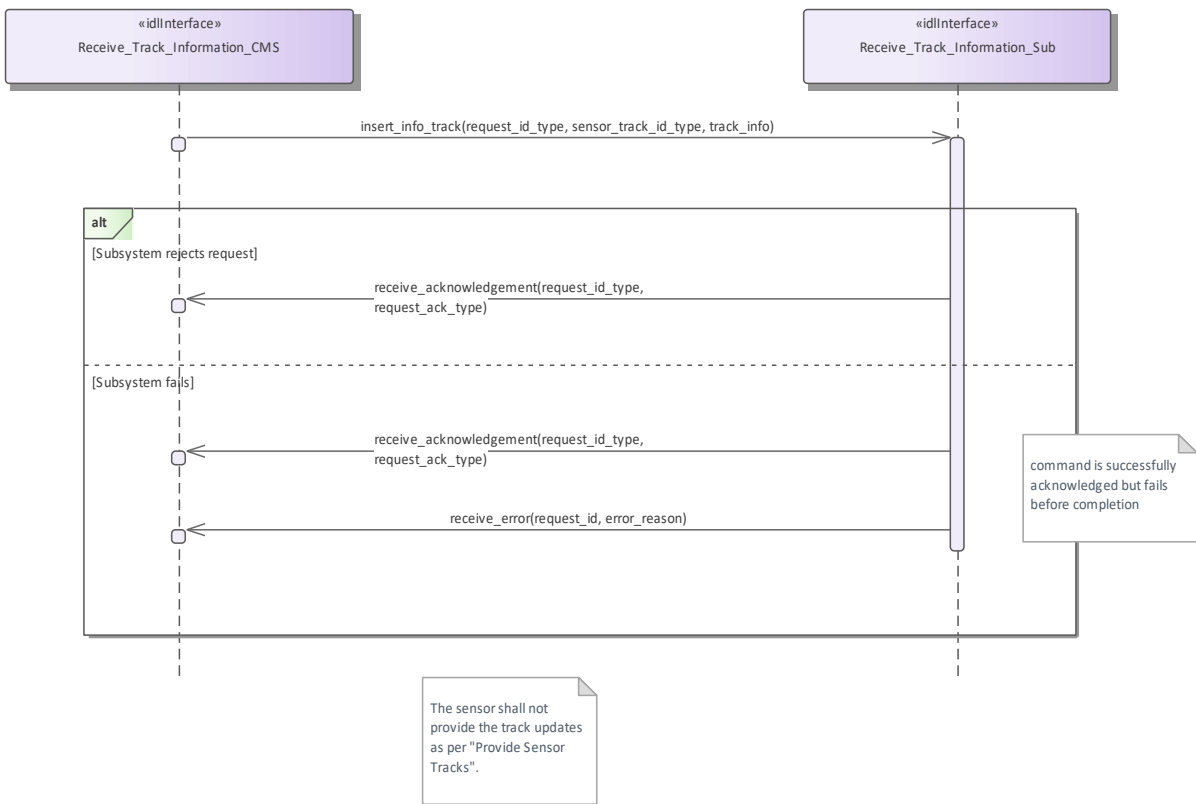 «idlInterface»
Receive_Track_Information_CMS
«idlInterface»
Receive_Track_Information_Sub
insert_info_track(request_id_type, sensor_track_id_type, track_info)
alt
[Subsystem rejects request]
receive_acknowledgement(request_id_type,
request_ack_type)
[Subsystem fails]
receive_acknowledgement(request_id_type,
request_ack_type)
command is successfully
acknowledged but fails
before completion
receive_error(request_id, error_reason)
The sensor shall not
provide the track updates
as per "Provide Sensor
Tracks".